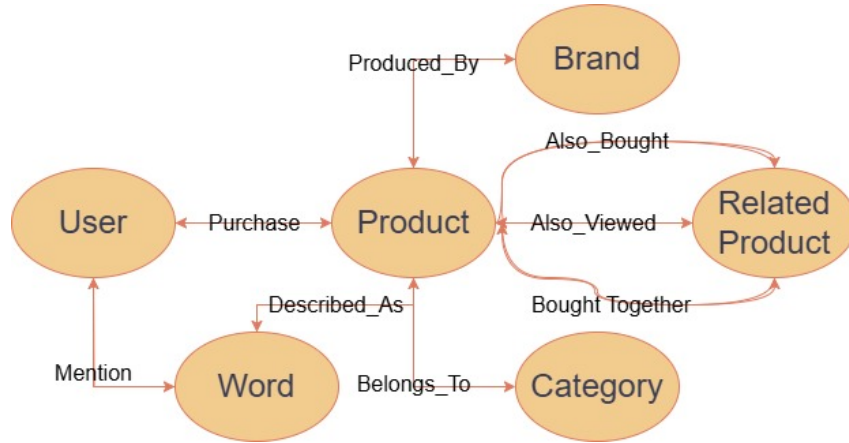 Brand
Produced_By
Also_Bought
User
Purchase
Product
Also_Viewed
Related
Product
Described_As
Bought Together
Mention
Word
Belongs_To
Category